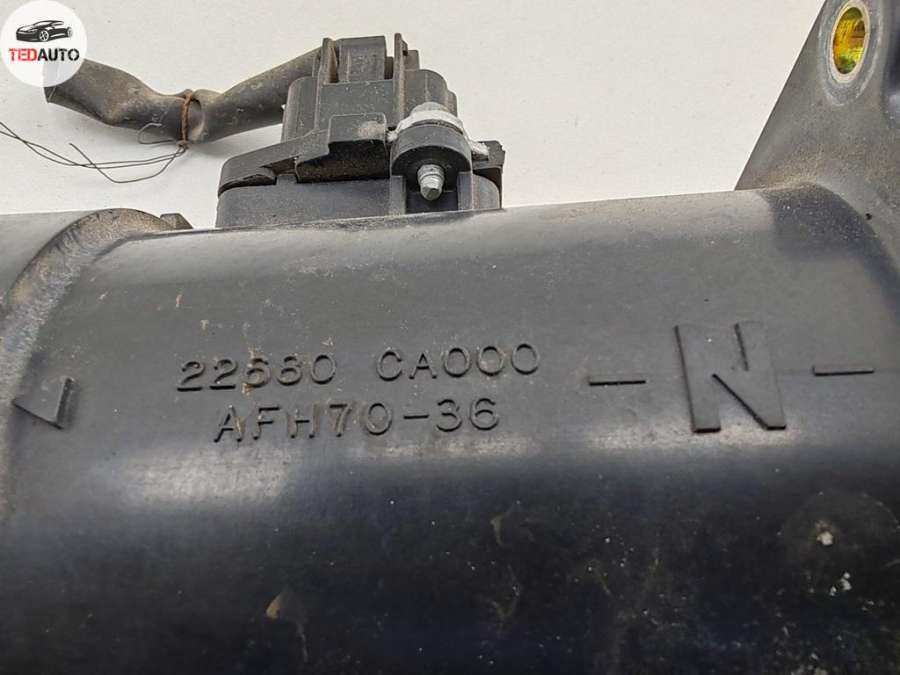 TEDAUTO
22680 CA000
AFH70-36
- N -